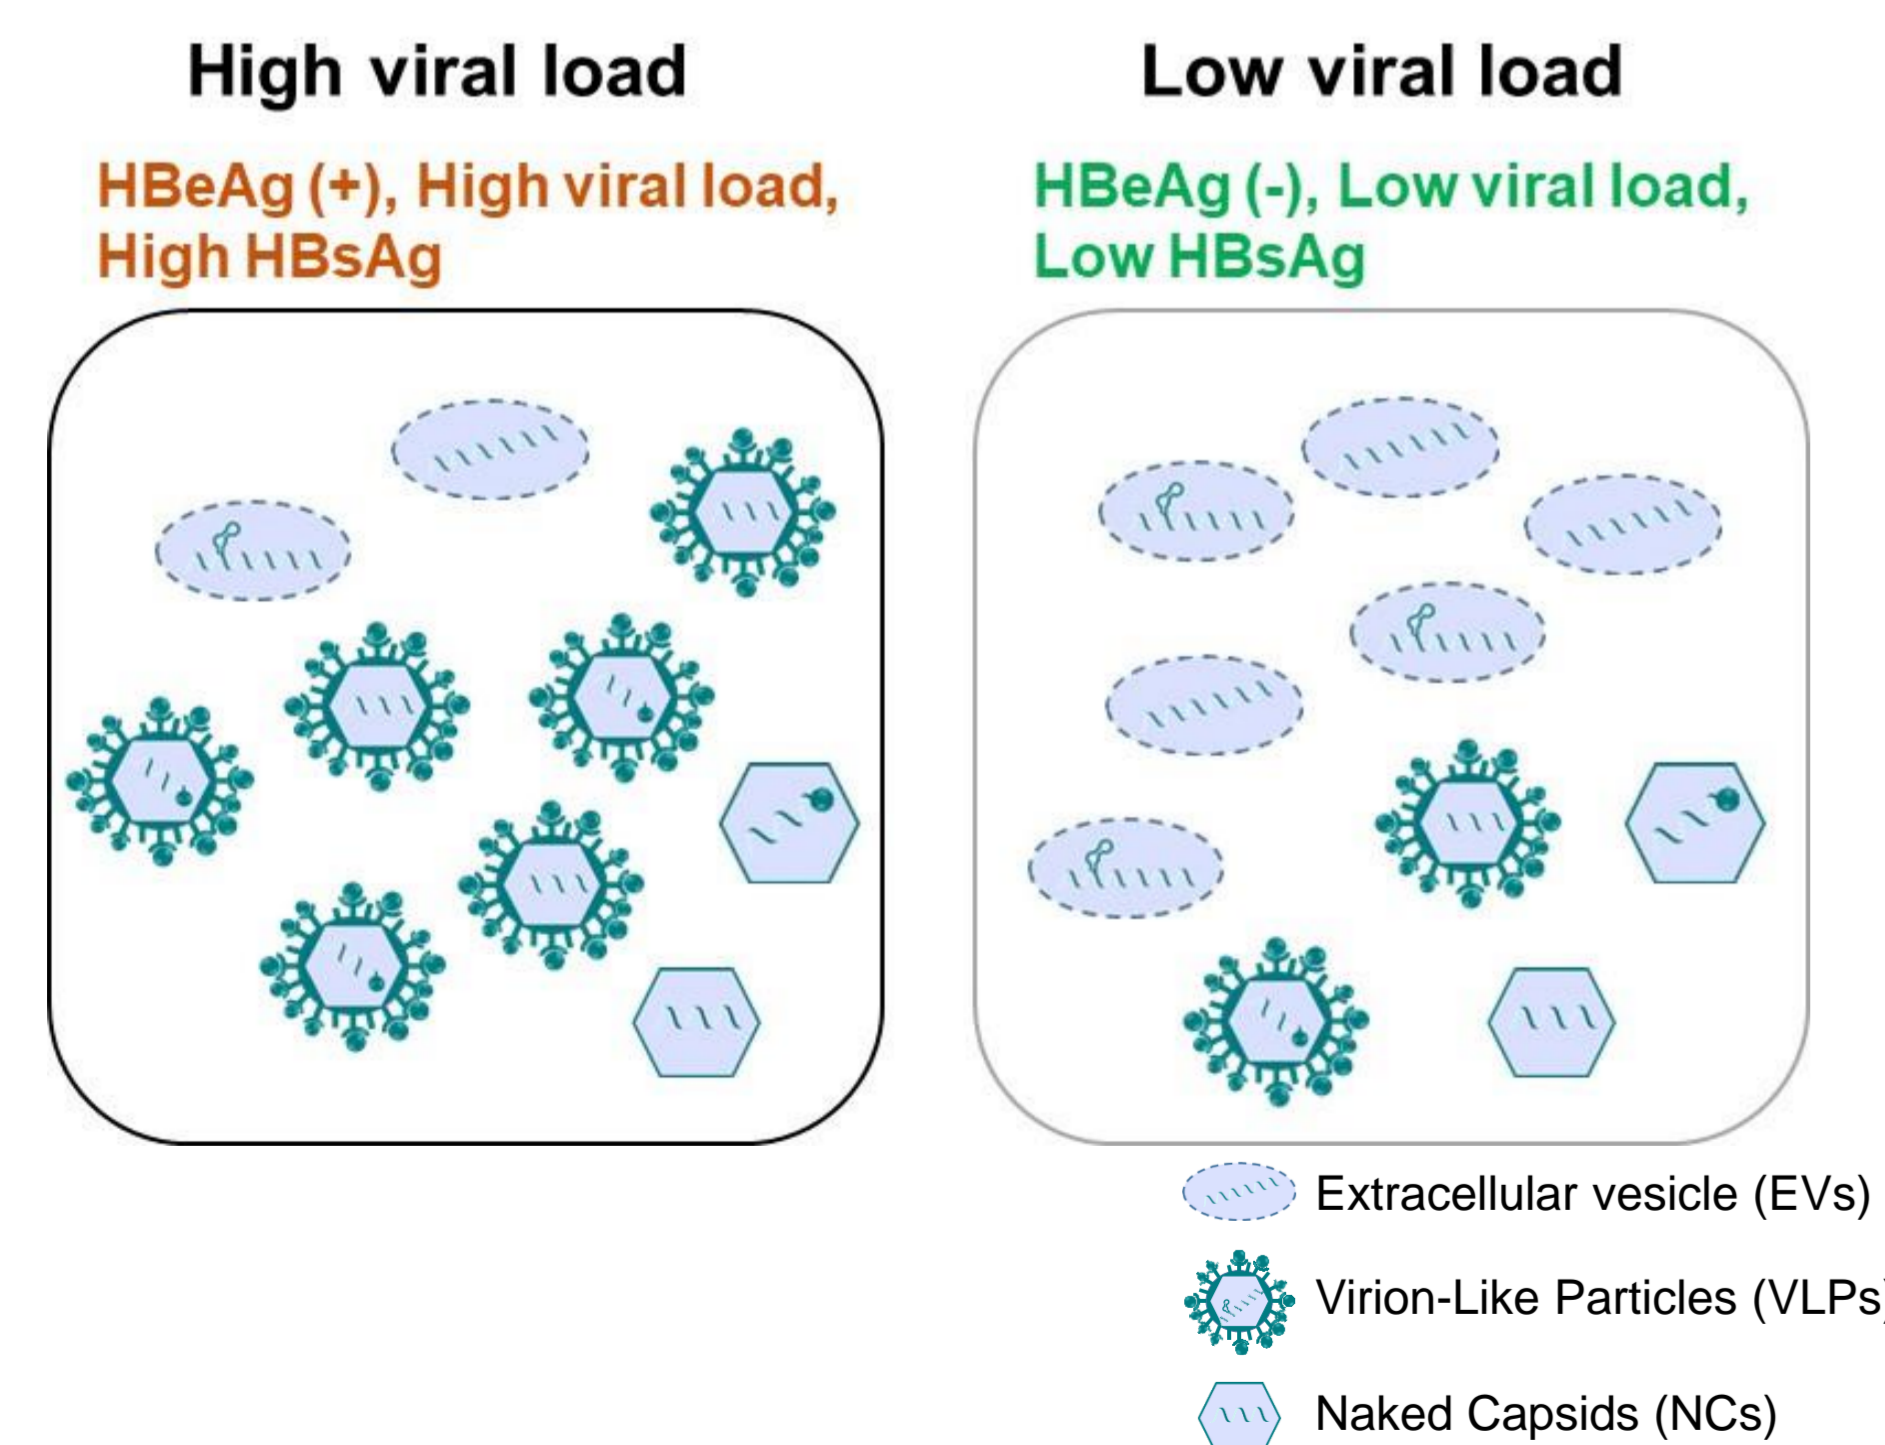 High viral load
HBeAg (+), High viral load,
High HBsAg
Low viral load
HBeAg (-), Low viral load,
Low HBsAg
Extracellular vesicle (EVs)
Virion-Like Particles (VLPs)
Naked Capsids (NCs)